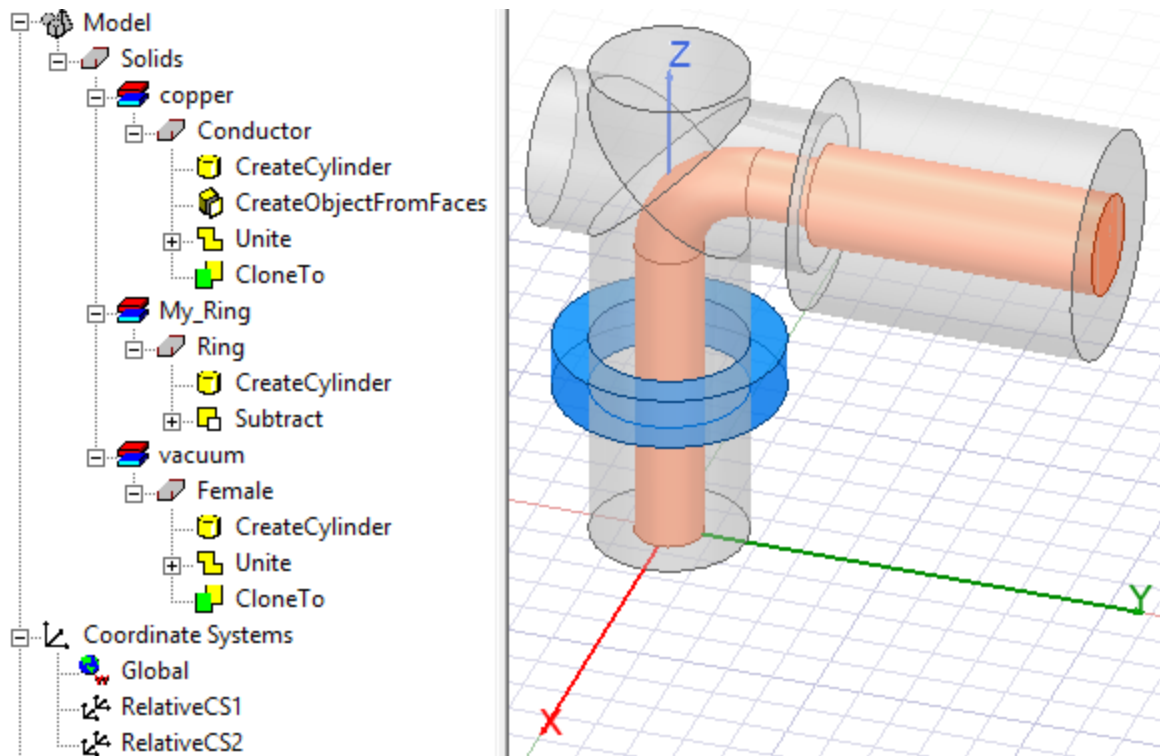 Model
Solids
copper
Conductor
CreateCylinder
CreateObjectFromFaces
Unite
CloneTo
My_Ring
Ring
CreateCylinder
Subtract
vacuum
Female
CreateCylinder
Unite
CloneTo
Coordinate Systems
Global
RelativeCS1
RelativeCS2
Z
Y
X